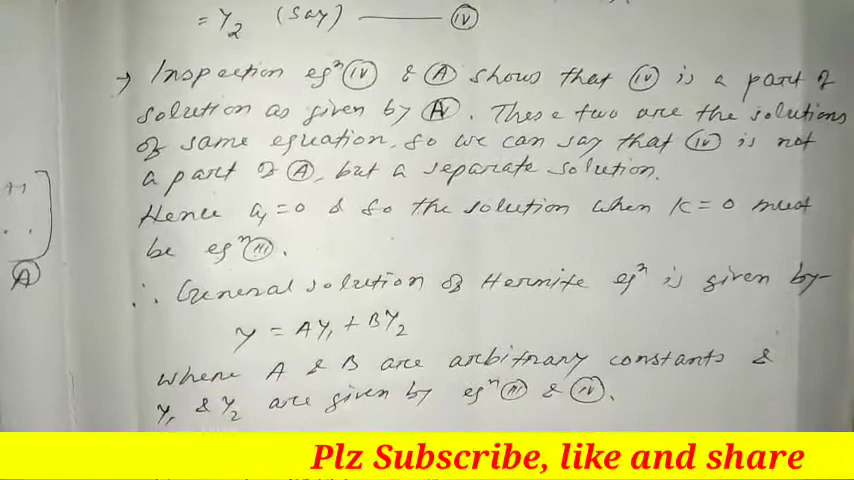 = Y2 (Say) ——— (IV)
→ Inspection eqn (IV) & (A) shows that (IV) is a part of
solution as given by (A). These two are the solutions
of same equation, so we can say that (IV) is not
a part of (A), but a separate solution.
Hence a1 = 0 & so the solution when K = 0 must
be eqn (III).
∴ General solution of Hermite eqn is given by-
y = AY1 + BY2
where A & B are arbitrary constants &
Y1 & Y2 are given by eqn (III) & (IV).
(A)
Plz Subscribe, like and share